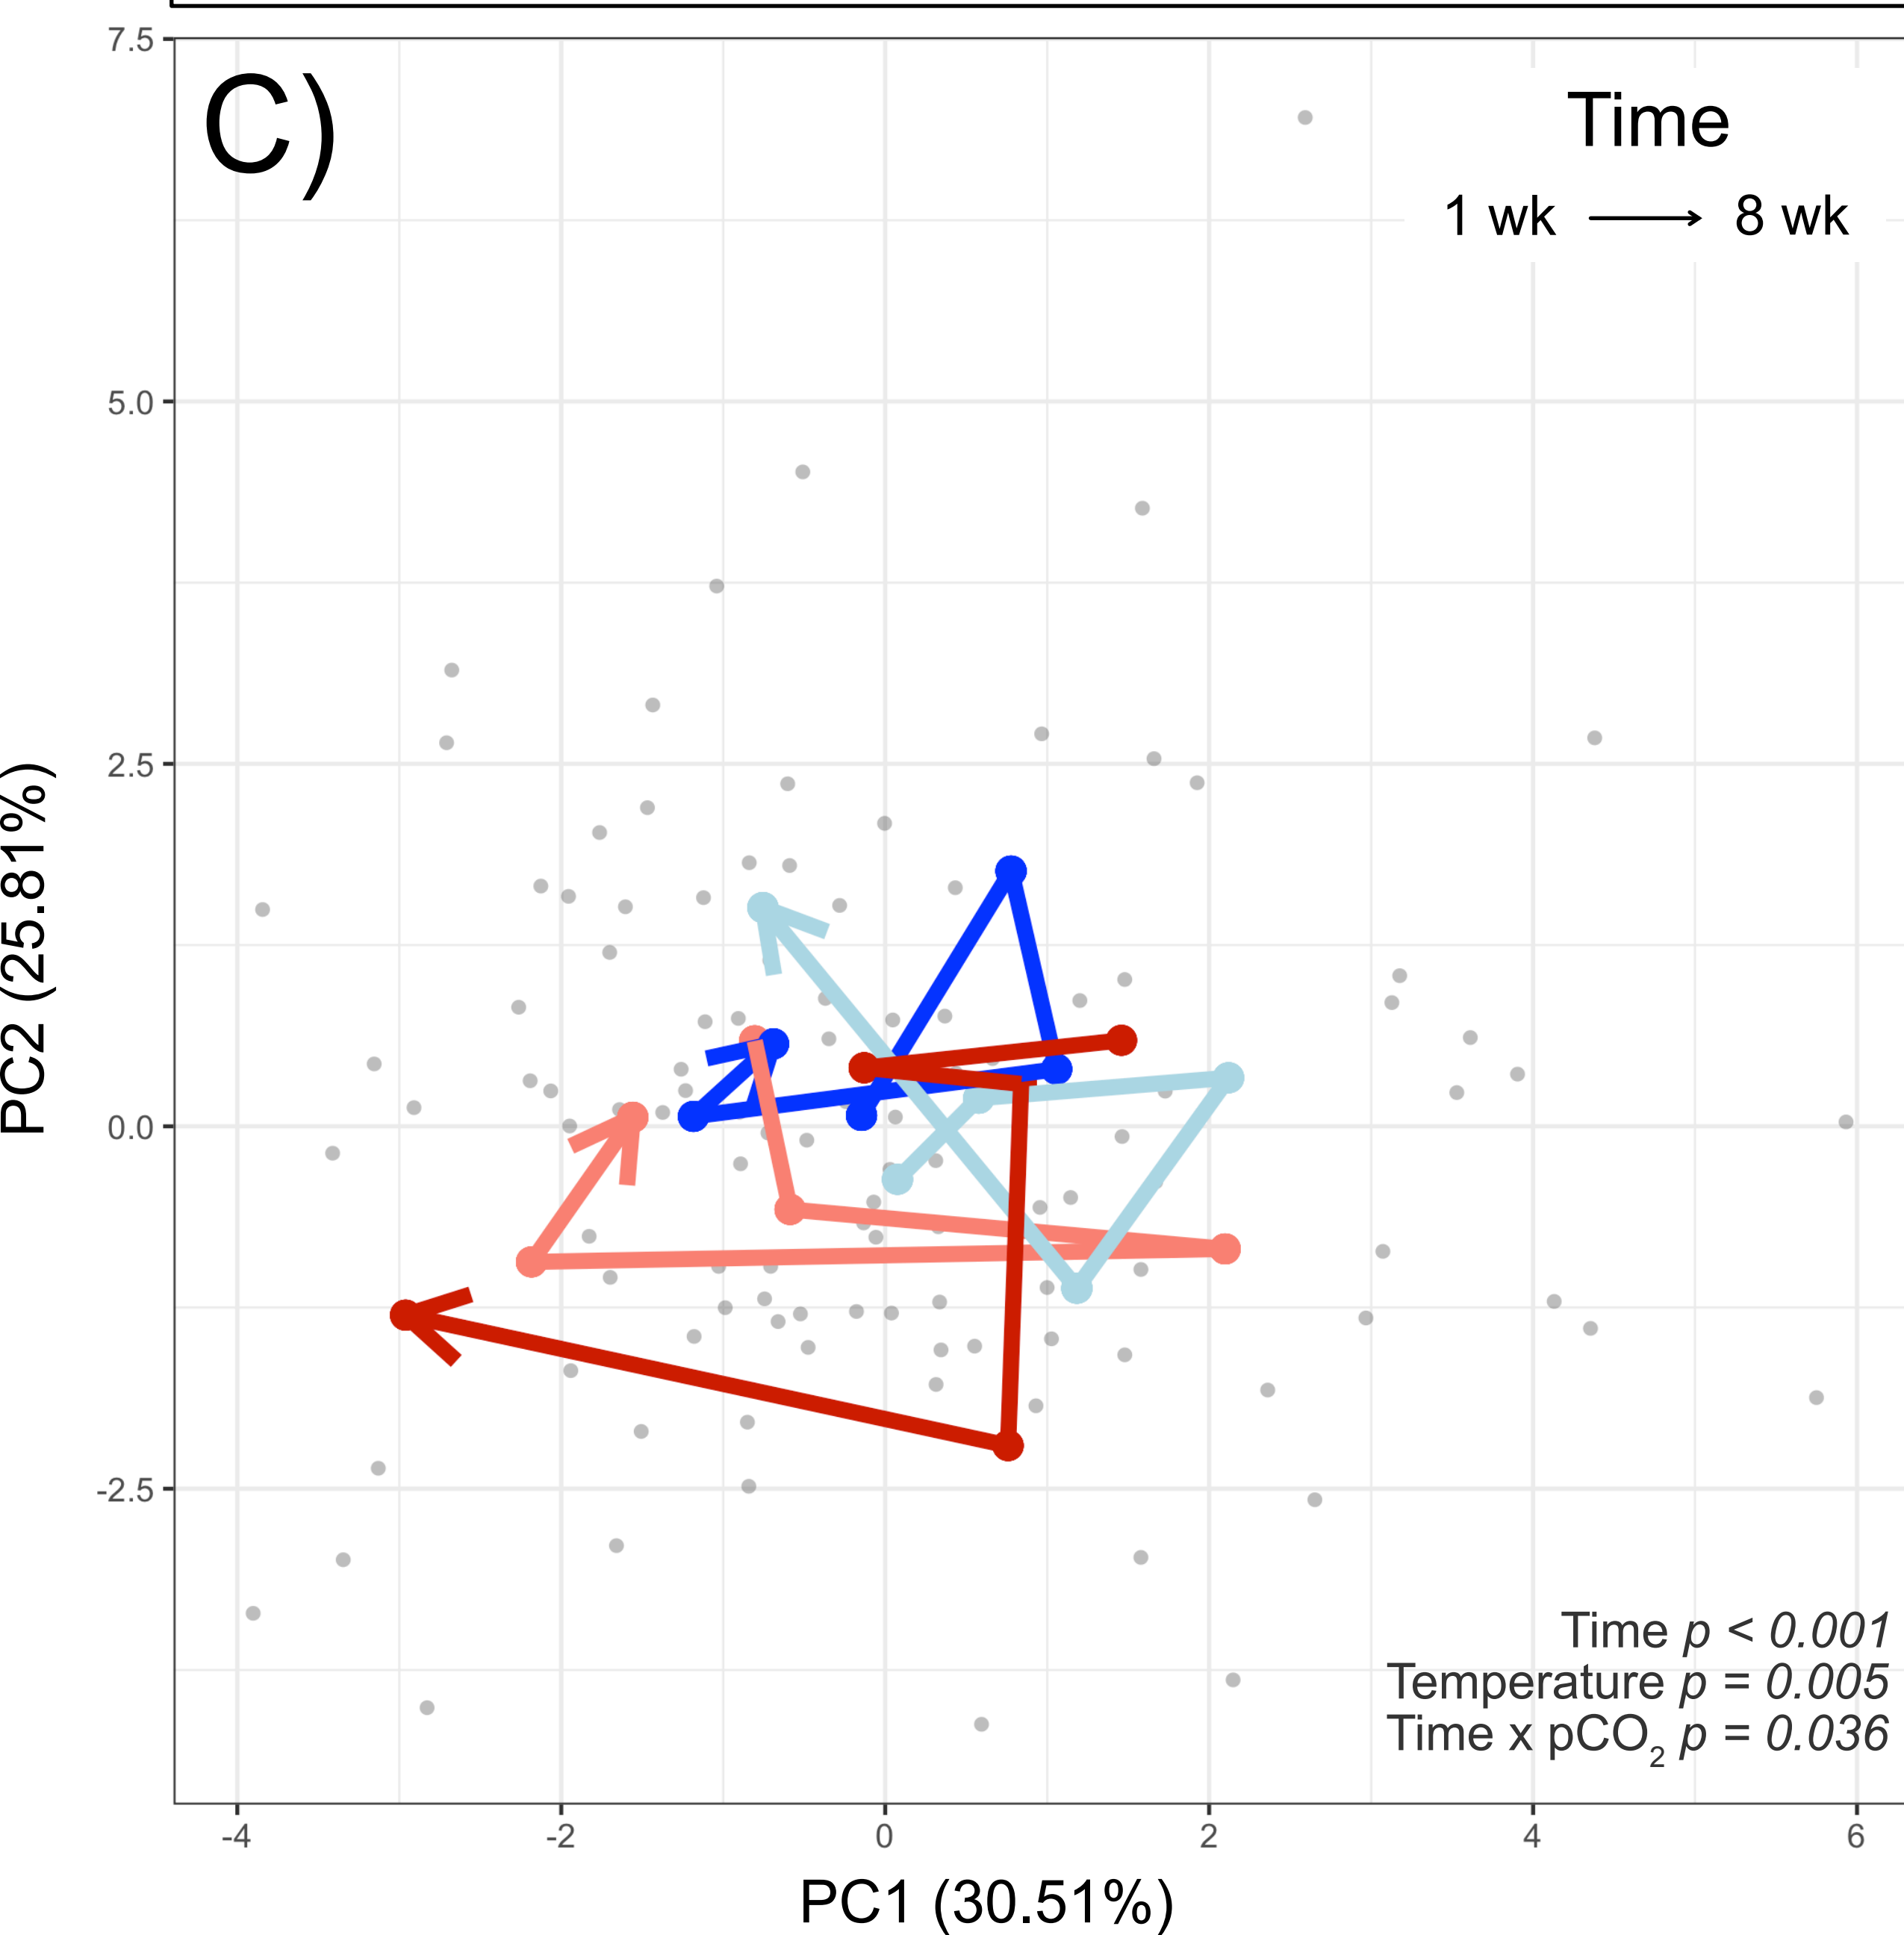 C)
Time
1 wk 8 wk
7.5
5.0
2.5
0.0
-2.5
PC2 (25.81%)
Time p < 0.001
Temperature p = 0.005
Time x pCO2 p = 0.036
-4 -2 0 2 4 6
PC1 (30.51%)